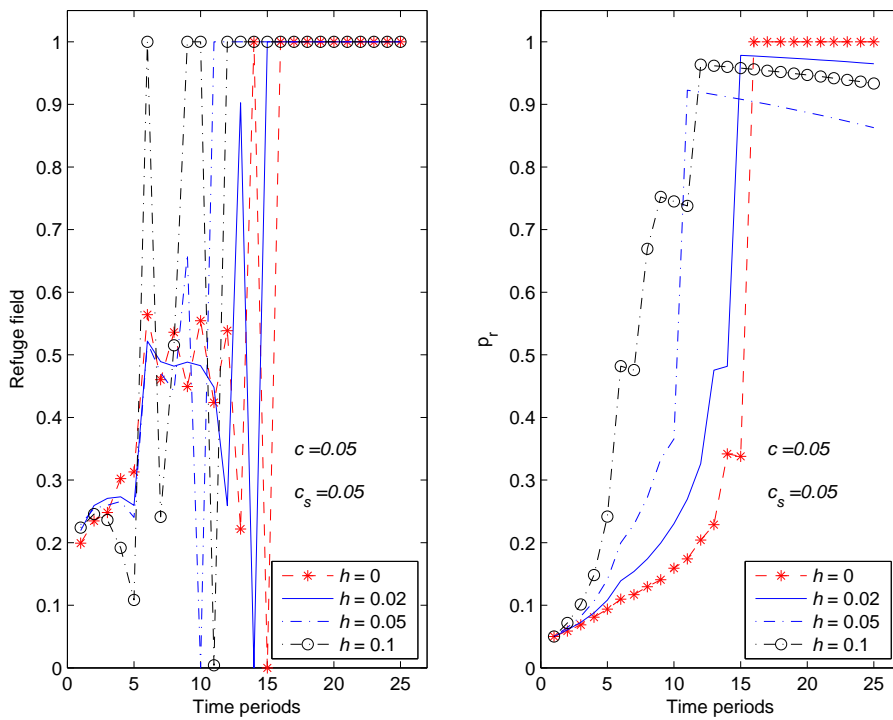 1
0.9
0.8
0.7
0.6
0.5
0.4
0.3
0.2
0.1
0
Refuge field
0 5 10 15 20 25
Time periods
c =0.05
c_s =0.05
h = 0
h = 0.02
h = 0.05
h = 0.1
1
0.9
0.8
0.7
0.6
0.5
0.4
0.3
0.2
0.1
0
p_r
0 5 10 15 20 25
Time periods
c =0.05
c_s =0.05
h = 0
h = 0.02
h = 0.05
h = 0.1